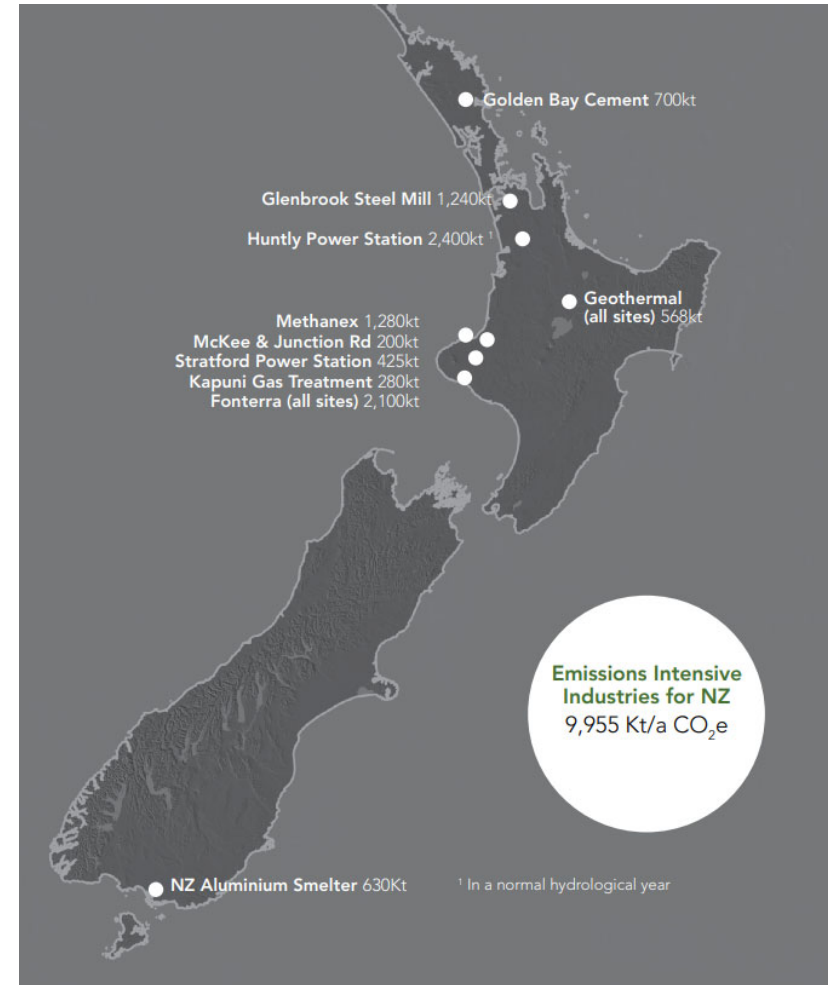 Golden Bay Cement 700kt
Glenbrook Steel Mill 1,240kt
Huntly Power Station 2,400kt ¹
Geothermal
(all sites) 568kt
Methanex 1,280kt
McKee & Junction Rd 200kt
Stratford Power Station 425kt
Kapuni Gas Treatment 280kt
Fonterra (all sites) 2,100kt
Emissions Intensive
Industries for NZ
9,955 Kt/a CO₂e
NZ Aluminium Smelter 630Kt
¹ In a normal hydrological year